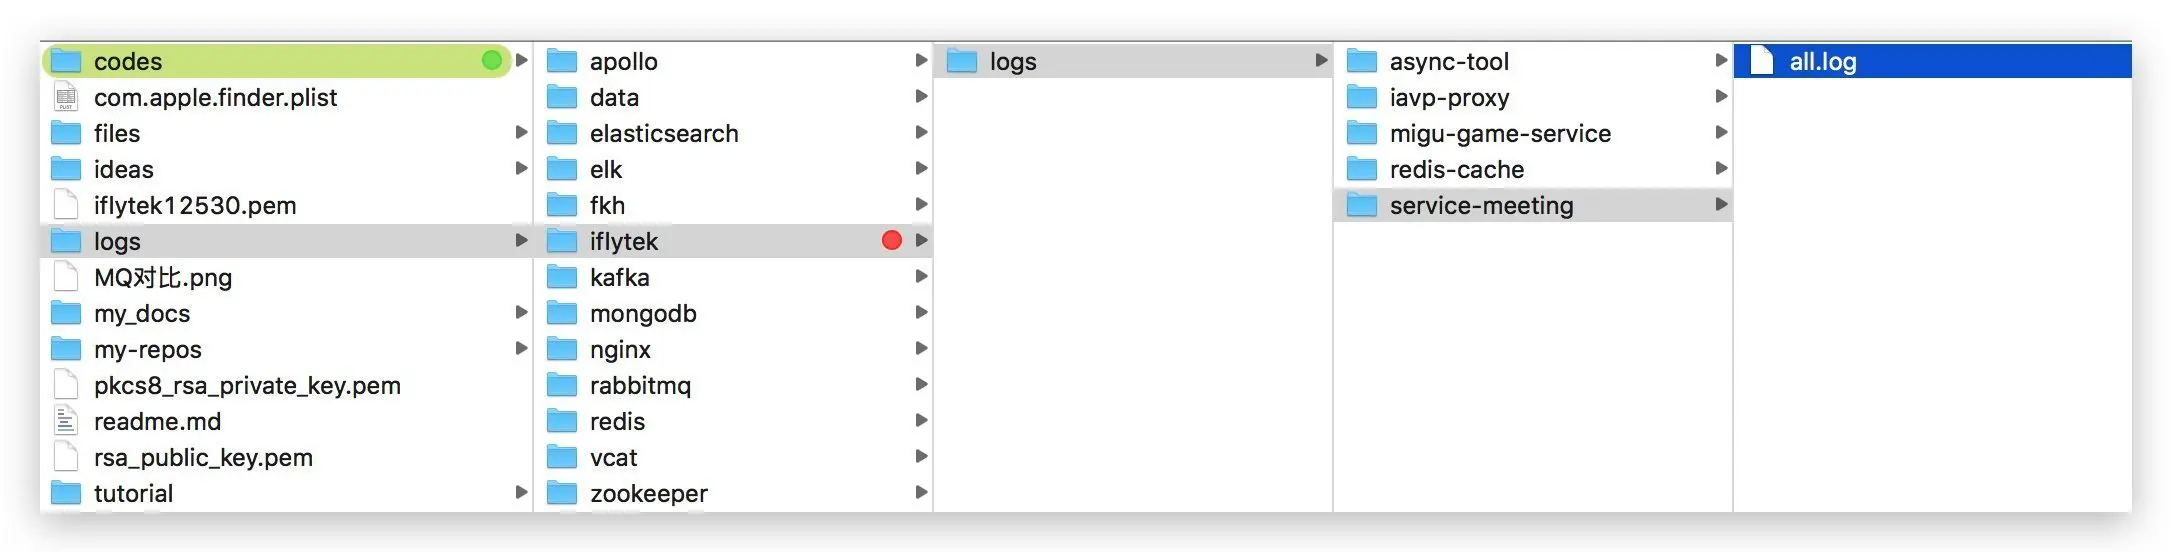 codes
com.apple.finder.plist
files
ideas
iflytek12530.pem
logs
MQ对比.png
my_docs
my-repos
pkcs8_rsa_private_key.pem
readme.md
rsa_public_key.pem
tutorial
apollo
data
elasticsearch
elk
fkh
iflytek
kafka
mongodb
nginx
rabbitmq
redis
vcat
zookeeper
logs
async-tool
iavp-proxy
migu-game-service
redis-cache
service-meeting
all.log